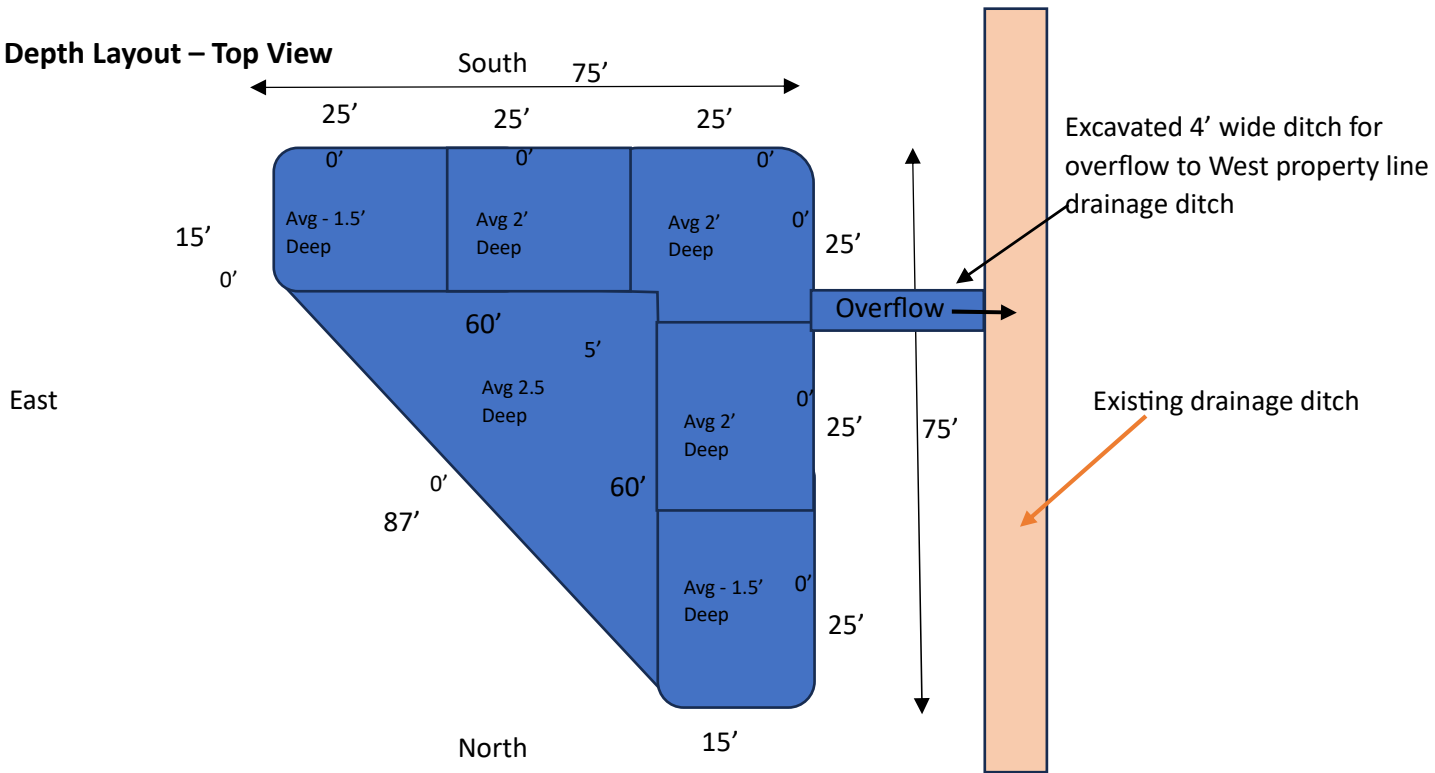 Depth Layout – Top View
South
75’
25’
25’
25’
Excavated 4’ wide ditch for
overflow to West property line
drainage ditch
0’
0’
0’
Avg - 1.5’
Deep
Avg 2’
Deep
Avg 2’
Deep
0’
15’
25’
0’
Overflow
60’
5’
East
Avg 2.5
Deep
0’
Existing drainage ditch
Avg 2’
Deep
25’
75’
0’
60’
87’
Avg - 1.5’
Deep
0’
25’
North
15’